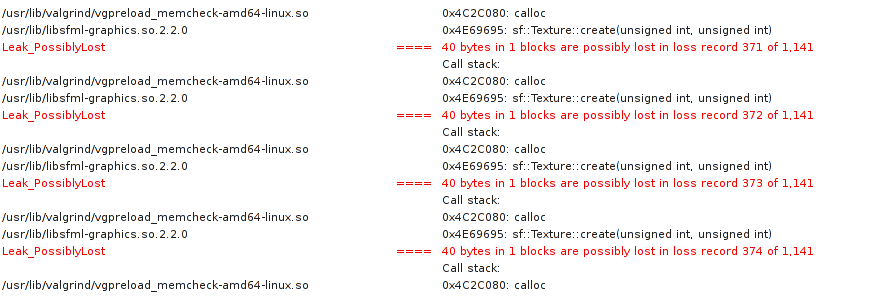 /usr/lib/valgrind/vgpreload_memcheck-amd64-linux.so 0x4C2C080: calloc
/usr/lib/libsfml-graphics.so.2.2.0 0x4E69695: sf::Texture::create(unsigned int, unsigned int)
Leak_PossiblyLost ==== 40 bytes in 1 blocks are possibly lost in loss record 371 of 1,141
Call stack:
/usr/lib/valgrind/vgpreload_memcheck-amd64-linux.so 0x4C2C080: calloc
/usr/lib/libsfml-graphics.so.2.2.0 0x4E69695: sf::Texture::create(unsigned int, unsigned int)
Leak_PossiblyLost ==== 40 bytes in 1 blocks are possibly lost in loss record 372 of 1,141
Call stack:
/usr/lib/valgrind/vgpreload_memcheck-amd64-linux.so 0x4C2C080: calloc
/usr/lib/libsfml-graphics.so.2.2.0 0x4E69695: sf::Texture::create(unsigned int, unsigned int)
Leak_PossiblyLost ==== 40 bytes in 1 blocks are possibly lost in loss record 373 of 1,141
Call stack:
/usr/lib/valgrind/vgpreload_memcheck-amd64-linux.so 0x4C2C080: calloc
/usr/lib/libsfml-graphics.so.2.2.0 0x4E69695: sf::Texture::create(unsigned int, unsigned int)
Leak_PossiblyLost ==== 40 bytes in 1 blocks are possibly lost in loss record 374 of 1,141
Call stack:
/usr/lib/valgrind/vgpreload_memcheck-amd64-linux.so 0x4C2C080: calloc